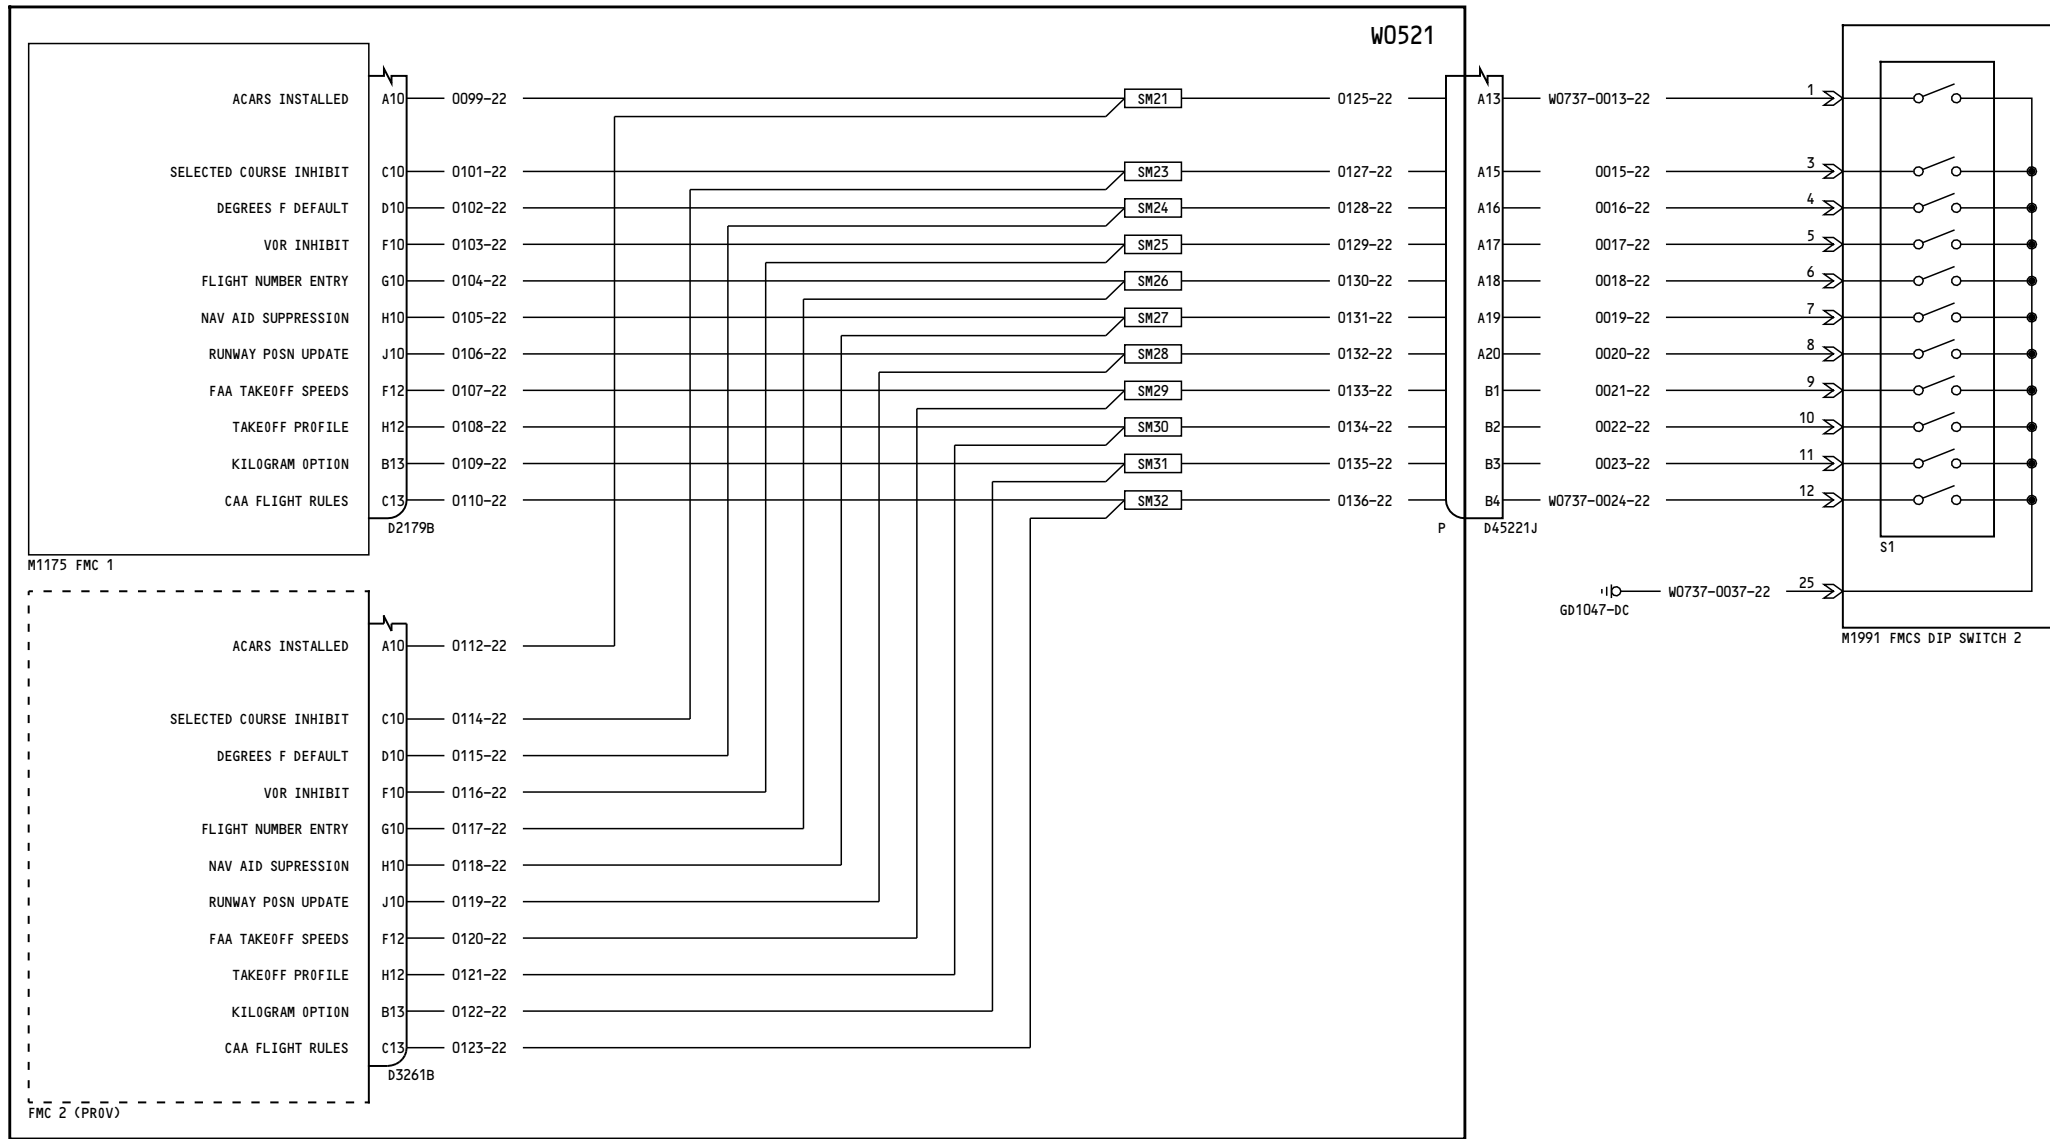 W0521
ACARS INSTALLED A10 0099-22 SM21 0125-22 A13 W0737-0013-22 1
SELECTED COURSE INHIBIT C10 0101-22 SM23 0127-22 A15 0015-22 3
DEGREES F DEFAULT D10 0102-22 SM24 0128-22 A16 0016-22 4
VOR INHIBIT F10 0103-22 SM25 0129-22 A17 0017-22 5
FLIGHT NUMBER ENTRY G10 0104-22 SM26 0130-22 A18 0018-22 6
NAV AID SUPPRESSION H10 0105-22 SM27 0131-22 A19 0019-22 7
RUNWAY POSN UPDATE J10 0106-22 SM28 0132-22 A20 0020-22 8
FAA TAKEOFF SPEEDS F12 0107-22 SM29 0133-22 B1 0021-22 9
TAKEOFF PROFILE H12 0108-22 SM30 0134-22 B2 0022-22 10
KILOGRAM OPTION B13 0109-22 SM31 0135-22 B3 0023-22 11
CAA FLIGHT RULES C13 0110-22 SM32 0136-22 B4 W0737-0024-22 12
D2179B P D45221J
S1
M1175 FMC 1
W0737-0037-22 25
GD1047-DC
M1991 FMCS DIP SWITCH 2
ACARS INSTALLED A10 0112-22
SELECTED COURSE INHIBIT C10 0114-22
DEGREES F DEFAULT D10 0115-22
VOR INHIBIT F10 0116-22
FLIGHT NUMBER ENTRY G10 0117-22
NAV AID SUPRESSION H10 0118-22
RUNWAY POSN UPDATE J10 0119-22
FAA TAKEOFF SPEEDS F12 0120-22
TAKEOFF PROFILE H12 0121-22
KILOGRAM OPTION B13 0122-22
CAA FLIGHT RULES C13 0123-22
D3261B
FMC 2 (PROV)